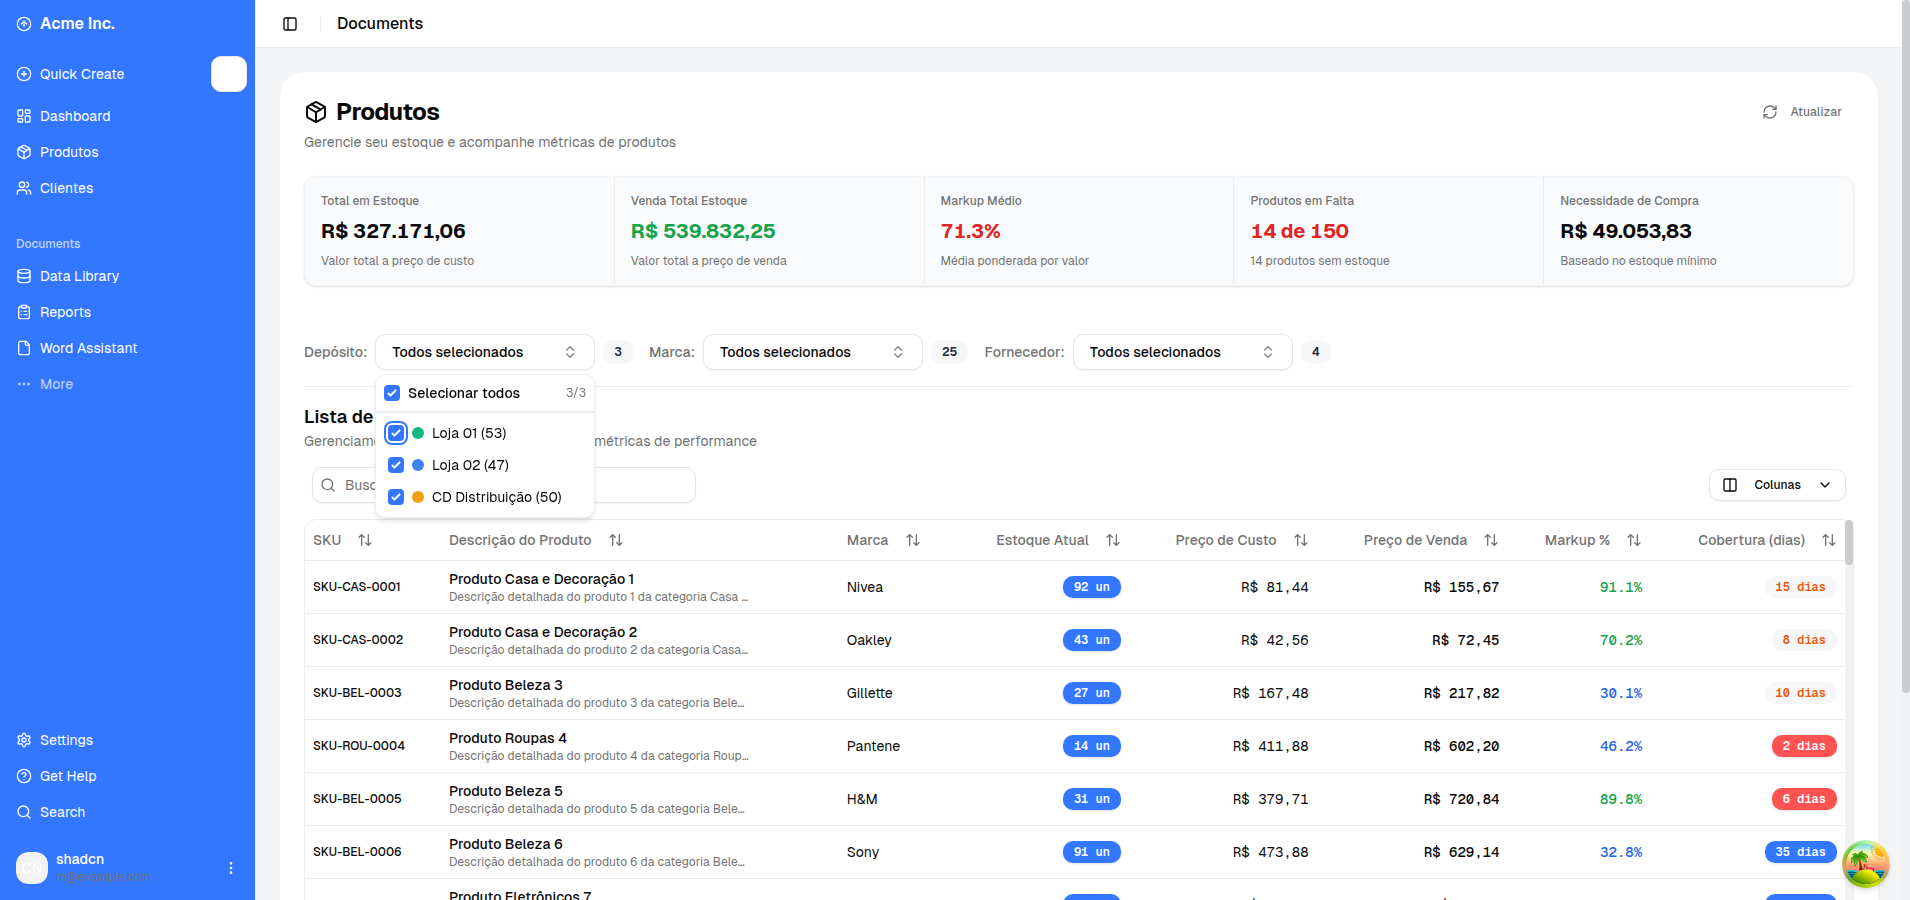 Acme Inc.
Documents
Quick Create
Dashboard
Produtos
Clientes
Documents
Data Library
Reports
Word Assistant
More
Settings
Get Help
Search
CN
shadcn
m@example.com
Produtos
Atualizar
Gerencie seu estoque e acompanhe métricas de produtos
Total em Estoque
R$ 327.171,06
Valor total a preço de custo
Venda Total Estoque
R$ 539.832,25
Valor total a preço de venda
Markup Médio
71.3%
Média ponderada por valor
Produtos em Falta
14 de 150
14 produtos sem estoque
Necessidade de Compra
R$ 49.053,83
Baseado no estoque mínimo
Depósito: Todos selecionados 3 Marca: Todos selecionados 25 Fornecedor: Todos selecionados 4
Selecionar todos 3/3
Loja 01 (53)
Loja 02 (47)
CD Distribuição (50)
Lista de
métricas de performance
Colunas
SKU Descrição do Produto Marca Estoque Atual Preço de Custo Preço de Venda Markup % Cobertura (dias)
SKU-CAS-0001 Produto Casa e Decoração 1 Nivea 92 un R$ 81,44 R$ 155,67 91.1% 15 dias
Descrição detalhada do produto 1 da categoria Casa ...
SKU-CAS-0002 Produto Casa e Decoração 2 Oakley 43 un R$ 42,56 R$ 72,45 70.2% 8 dias
Descrição detalhada do produto 2 da categoria Casa...
SKU-BEL-0003 Produto Beleza 3 Gillette 27 un R$ 167,48 R$ 217,82 30.1% 10 dias
Descrição detalhada do produto 3 da categoria Bele...
SKU-ROU-0004 Produto Roupas 4 Pantene 14 un R$ 411,88 R$ 602,20 46.2% 2 dias
Descrição detalhada do produto 4 da categoria Roup...
SKU-BEL-0005 Produto Beleza 5 H&M 31 un R$ 379,71 R$ 720,84 89.8% 6 dias
Descrição detalhada do produto 5 da categoria Bele...
SKU-BEL-0006 Produto Beleza 6 Sony 91 un R$ 473,88 R$ 629,14 32.8% 35 dias
Descrição detalhada do produto 6 da categoria Bele...
Produto Eletrônicos 7